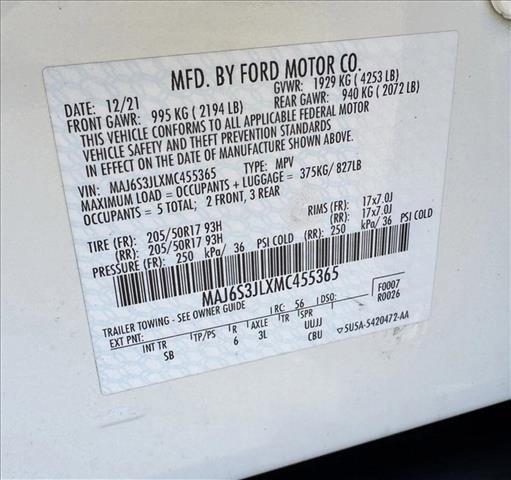 MFD. BY FORD MOTOR CO.
DATE: 12/21 GVWR: 1929 KG (4253 LB)
FRONT GAWR: 995 KG (2194 LB) REAR GAWR: 940 KG (2072 LB)
THIS VEHICLE CONFORMS TO ALL APPLICABLE FEDERAL MOTOR
VEHICLE SAFETY AND THEFT PREVENTION STANDARDS
IN EFFECT ON THE DATE OF MANUFACTURE SHOWN ABOVE.
VIN: MAJ6S3JLXMC455365 TYPE: MPV
MAXIMUM LOAD = OCCUPANTS + LUGGAGE = 375KG/ 827LB
OCCUPANTS = 5 TOTAL; 2 FRONT, 3 REAR
TIRE (FR): 205/50R17 93H RIMS (FR): 17x7.0J
(RR): 205/50R17 93H (RR): 17x7.0J
PRESSURE (FR): 250 kPa/ 36 PSI COLD (RR): 250 kPa/ 36 PSI COLD
MAJ6S3JLXMC455365
TRAILER TOWING - SEE OWNER GUIDE RC: 56 DSO: F0007
R0026
EXT PNT: INT TR TP/PS R AXLE TR SPR UUJJ
SB 6 3L CBU ▽5U5A-5420472-AA